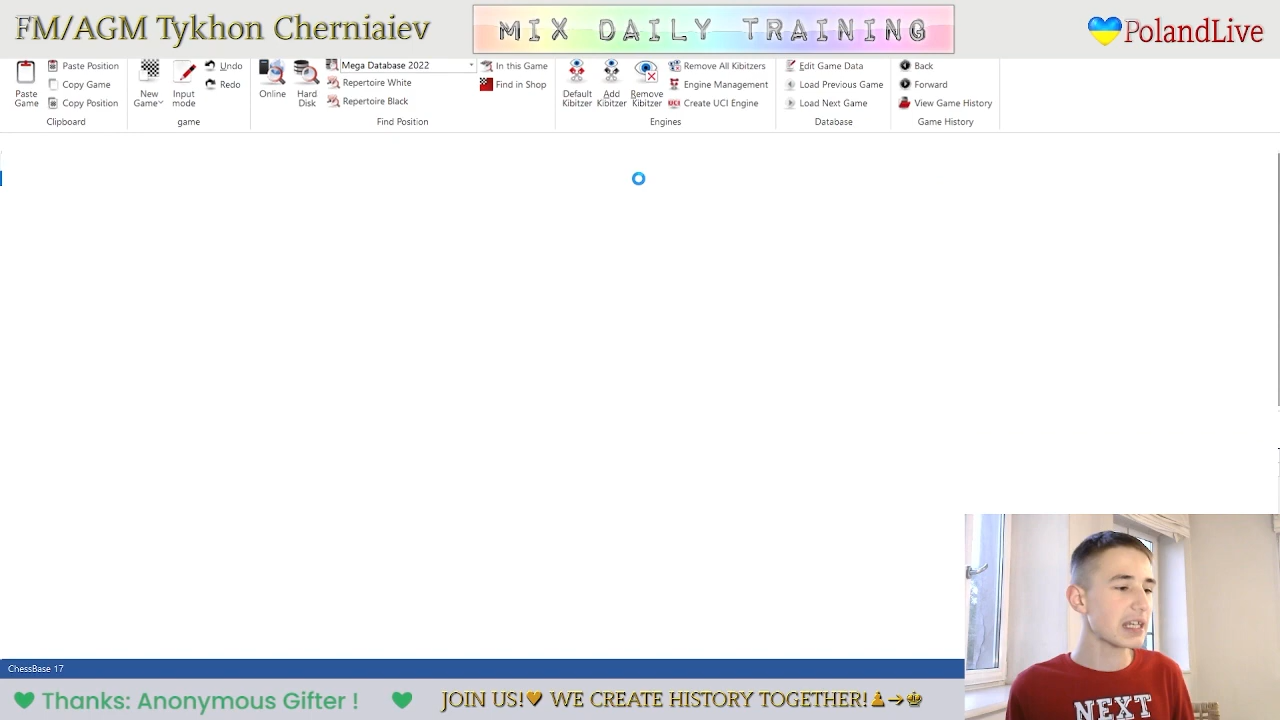 FM/AGM Tykhon Cherniaiev
MIX DAILY TRAINING
PolandLive
Paste Game
Paste Position
Copy Game
Copy Position
Clipboard
New Game
Input mode
Undo
Redo
game
Online
Hard Disk
Mega Database 2022
Repertoire White
Repertoire Black
In this Game
Find in Shop
Find Position
Default Kibitzer
Add Kibitzer
Remove Kibitzer
Remove All Kibitzers
Engine Management
UCI Create UCI Engine
Engines
Edit Game Data
Load Previous Game
Load Next Game
Database
Back
Forward
View Game History
Game History
NEXT
ChessBase 17
Thanks: Anonymous Gifter !
JOIN US! WE CREATE HISTORY TOGETHER!